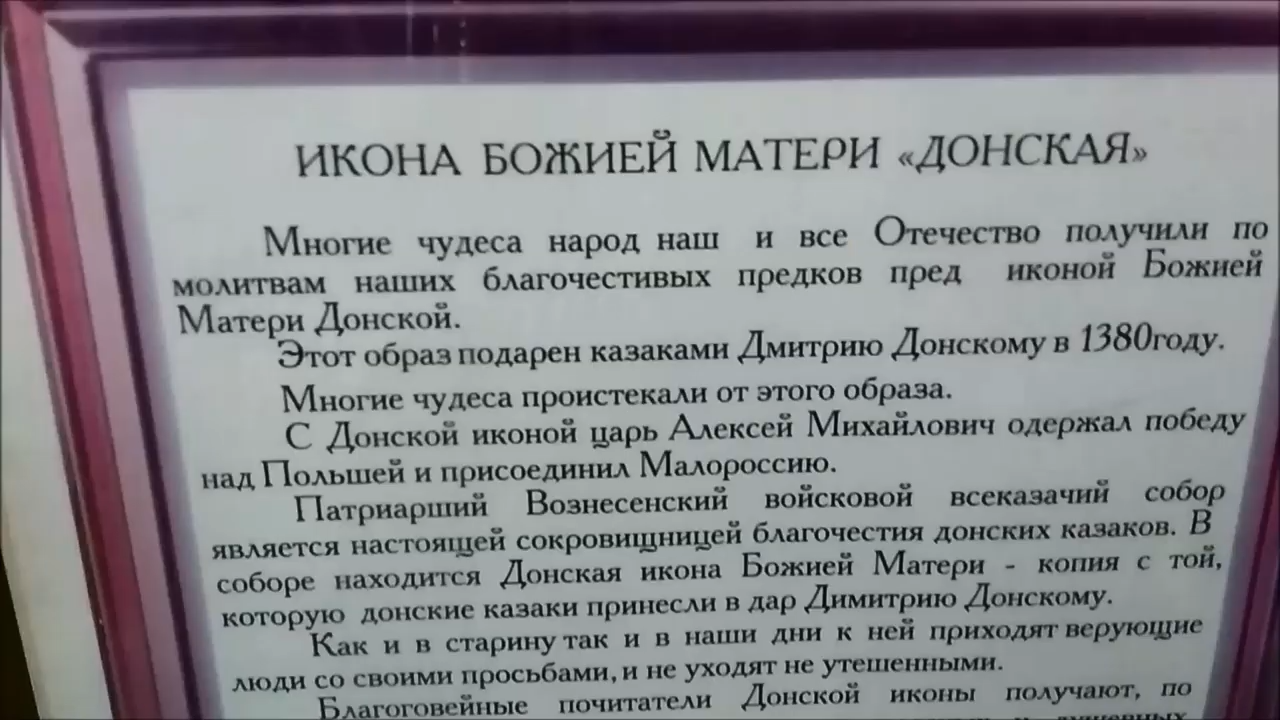 ИКОНА БОЖИЕЙ МАТЕРИ «ДОНСКАЯ»
Многие чудеса народ наш и все Отечество получили по
молитвам наших благочестивых предков пред иконой Божией
Матери Донской.
Этот образ подарен казаками Дмитрию Донскому в 1380году.
Многие чудеса проистекали от этого образа.
С Донской иконой царь Алексей Михайлович одержал победу
над Польшей и присоединил Малороссию.
Патриарший Вознесенский войсковой всеказачий собор
является настоящей сокровищницей благочестия донских казаков. В
соборе находится Донская икона Божией Матери - копия с той,
которую донские казаки принесли в дар Димитрию Донскому.
Как и в старину так и в наши дни к ней приходят верующие
люди со своими просьбами, и не уходят не утешенными.
Благоговейные почитатели Донской иконы получают, по